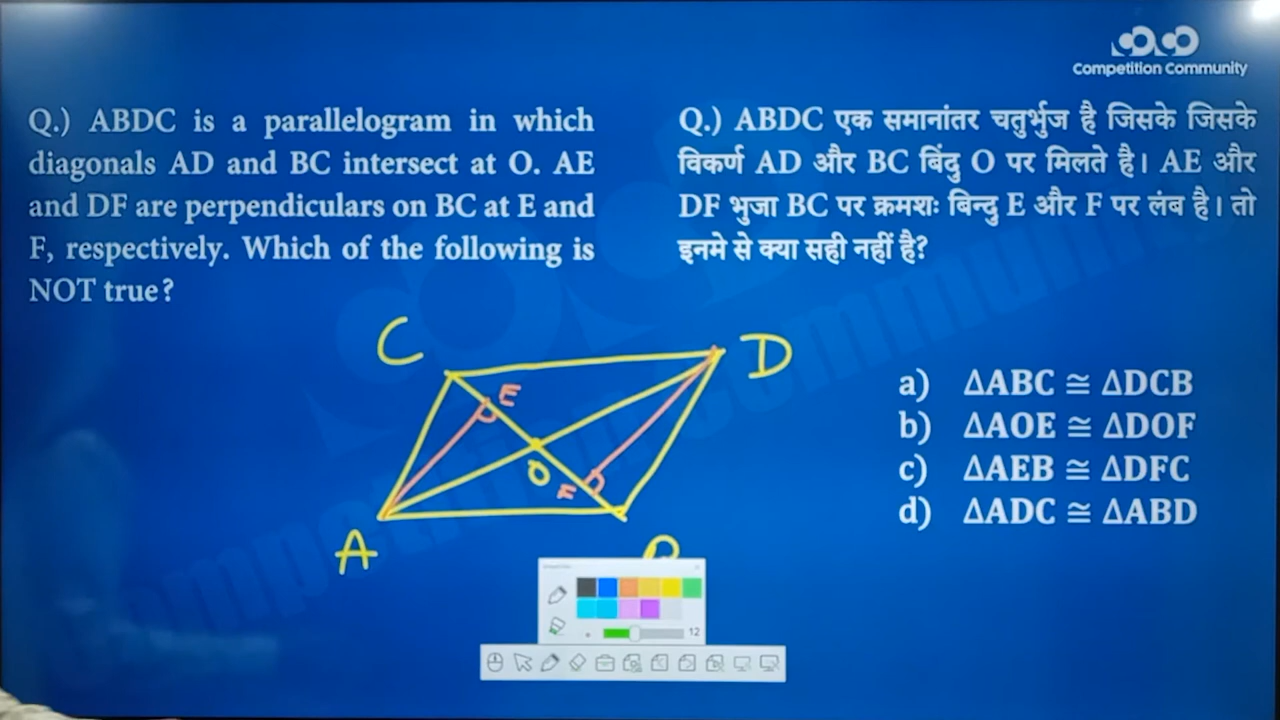 Competition Community
Q.) ABDC is a parallelogram in which
diagonals AD and BC intersect at O. AE
and DF are perpendiculars on BC at E and
F, respectively. Which of the following is
NOT true?
Q.) ABDC एक समानांतर चतुर्भुज है जिसके जिसके
विकर्ण AD और BC बिंदु O पर मिलते है। AE और
DF भुजा BC पर क्रमशः बिन्दु E और F पर लंब है। तो
इनमे से क्या सही नहीं है?
C
D
E
O
F
A
a) ΔABC ≅ ΔDCB
b) ΔAOE ≅ ΔDOF
c) ΔAEB ≅ ΔDFC
d) ΔADC ≅ ΔABD
12